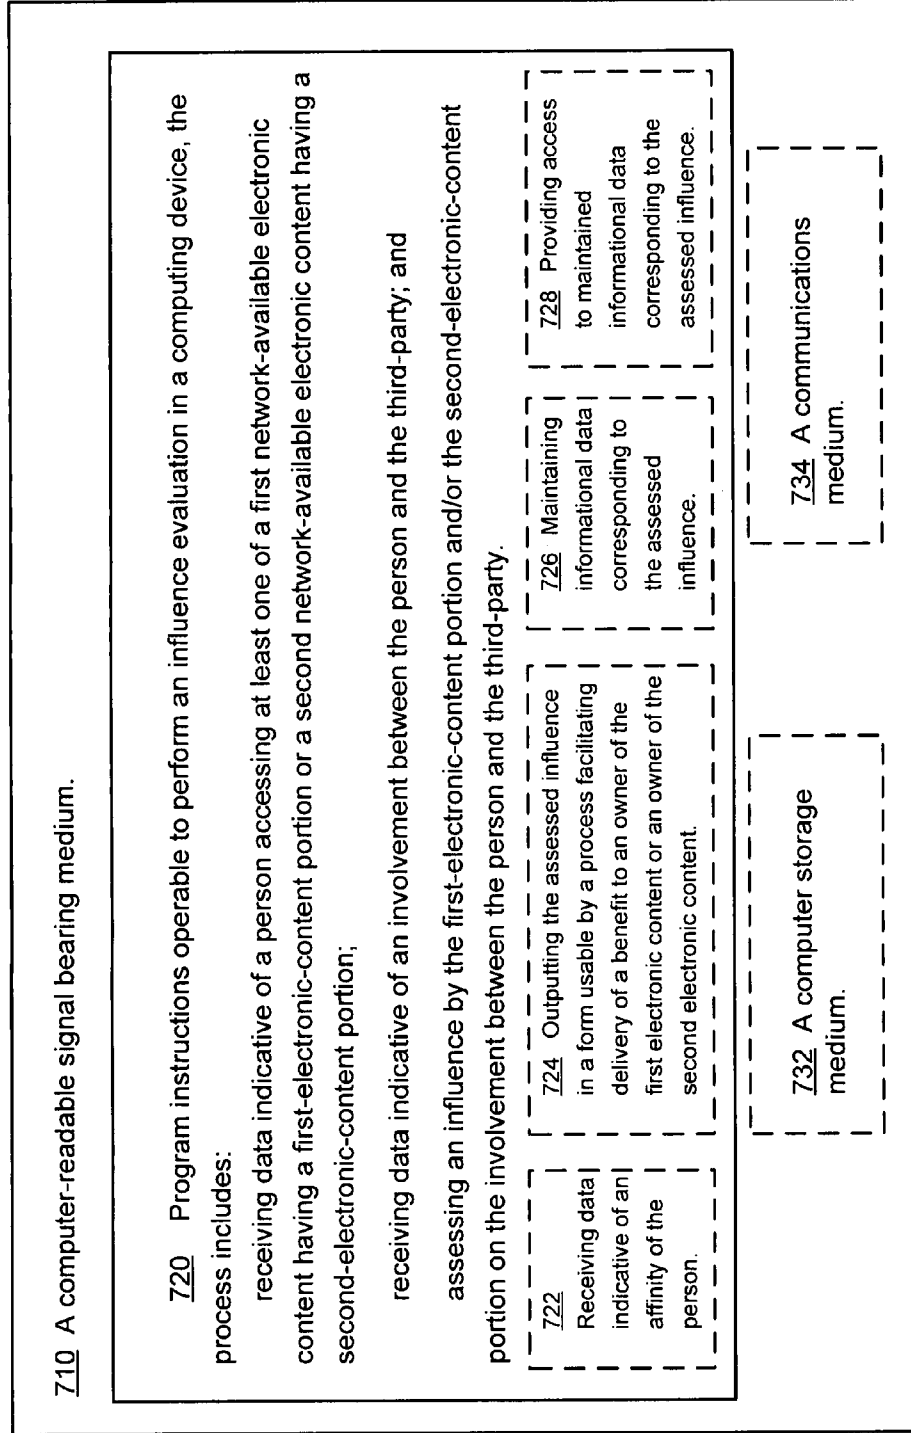 710 A computer-readable signal bearing medium.
720 Program instructions operable to perform an influence evaluation in a computing device, the
process includes:
receiving data indicative of a person accessing at least one of a first network-available electronic
content having a first-electronic-content portion or a second network-available electronic content having a
second-electronic-content portion;
receiving data indicative of an involvement between the person and the third-party; and
assessing an influence by the first-electronic-content portion and/or the second-electronic-content
portion on the involvement between the person and the third-party.
722
Receiving data
indicative of an
affinity of the
person.
724 Outputting the assessed influence
in a form usable by a process facilitating
delivery of a benefit to an owner of the
first electronic content or an owner of the
second electronic content.
726 Maintaining
informational data
corresponding to
the assessed
influence.
728 Providing access
to maintained
informational data
corresponding to the
assessed influence.
732 A computer storage
medium.
734 A communications
medium.